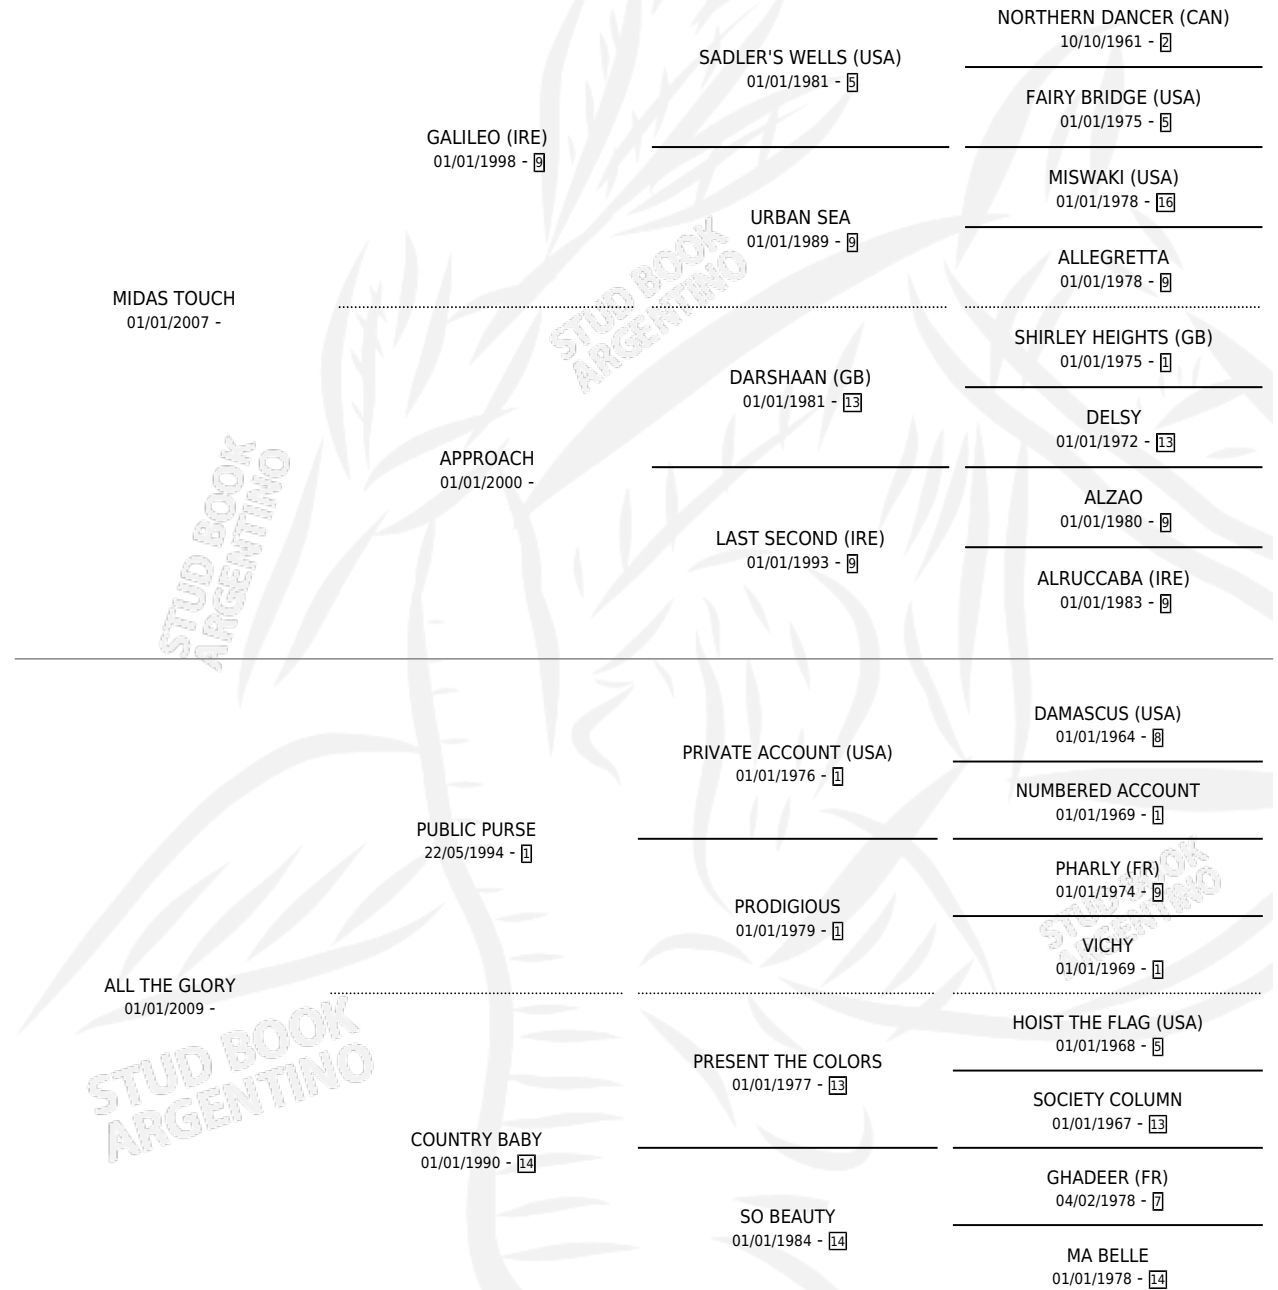 NORTHERN DANCER (CAN)
10/10/1961 - 2
SADLER'S WELLS (USA)
01/01/1981 - 5
FAIRY BRIDGE (USA)
01/01/1975 - 5
GALILEO (IRE)
01/01/1998 - 9
MISWAKI (USA)
01/01/1978 - 16
URBAN SEA
01/01/1989 - 9
ALLEGRETTA
01/01/1978 - 9
MIDAS TOUCH
01/01/2007 -
SHIRLEY HEIGHTS (GB)
01/01/1975 - 1
DARSHAAN (GB)
01/01/1981 - 13
DELSY
01/01/1972 - 13
APPROACH
01/01/2000 -
ALZAO
01/01/1980 - 9
LAST SECOND (IRE)
01/01/1993 - 9
ALRUCCABA (IRE)
01/01/1983 - 9
STUD BOOK
ARGENTINO
STUD BOOK
ARGENTINO
DAMASCUS (USA)
01/01/1964 - 8
PRIVATE ACCOUNT (USA)
01/01/1976 - 1
NUMBERED ACCOUNT
01/01/1969 - 1
PUBLIC PURSE
22/05/1994 - 1
PHARLY (FR)
01/01/1974 - 9
PRODIGIOUS
01/01/1979 - 1
VICHY
01/01/1969 - 1
STUD BOOK
ARGENTINO
ALL THE GLORY
01/01/2009 -
HOIST THE FLAG (USA)
01/01/1968 - 5
PRESENT THE COLORS
01/01/1977 - 13
SOCIETY COLUMN
01/01/1967 - 13
COUNTRY BABY
01/01/1990 - 14
GHADEER (FR)
04/02/1978 - 7
SO BEAUTY
01/01/1984 - 14
MA BELLE
01/01/1978 - 14
STUD BOOK
ARGENTINO